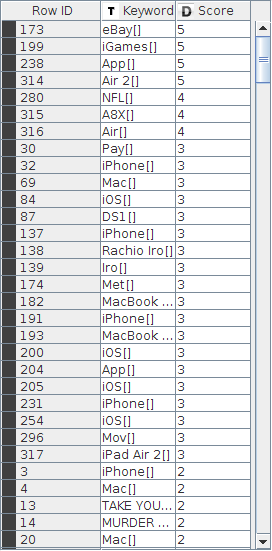 Row ID T Keyword D Score
173 eBay[] 5
199 iGames[] 5
238 App[] 5
314 Air 2[] 5
280 NFL[] 4
315 A8X[] 4
316 Air[] 4
30 Pay[] 3
32 iPhone[] 3
69 Mac[] 3
84 iOS[] 3
87 DS1[] 3
137 iPhone[] 3
138 Rachio Iro[] 3
139 Iro[] 3
174 Met[] 3
182 MacBook ... 3
191 iPhone[] 3
193 MacBook ... 3
200 iOS[] 3
204 App[] 3
205 iOS[] 3
231 iPhone[] 3
254 iOS[] 3
296 Mov[] 3
317 iPad Air 2[] 3
3 iPhone[] 2
4 Mac[] 2
13 TAKE YOU... 2
14 MURDER ... 2
20 Mac[] 2